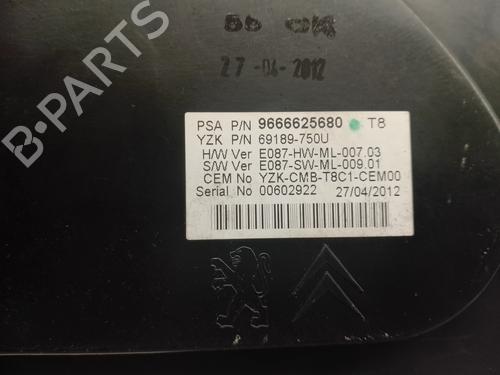 27-04-2012
PSA P/N 9666625680 T8
YZK P/N 69189-750U
H/W Ver E087-HW-ML-007.03
S/W Ver E087-SW-ML-009.01
CEM No YZK-CMB-T8C1-CEM00
Serial No 00602922 27/04/2012
B-PARTS